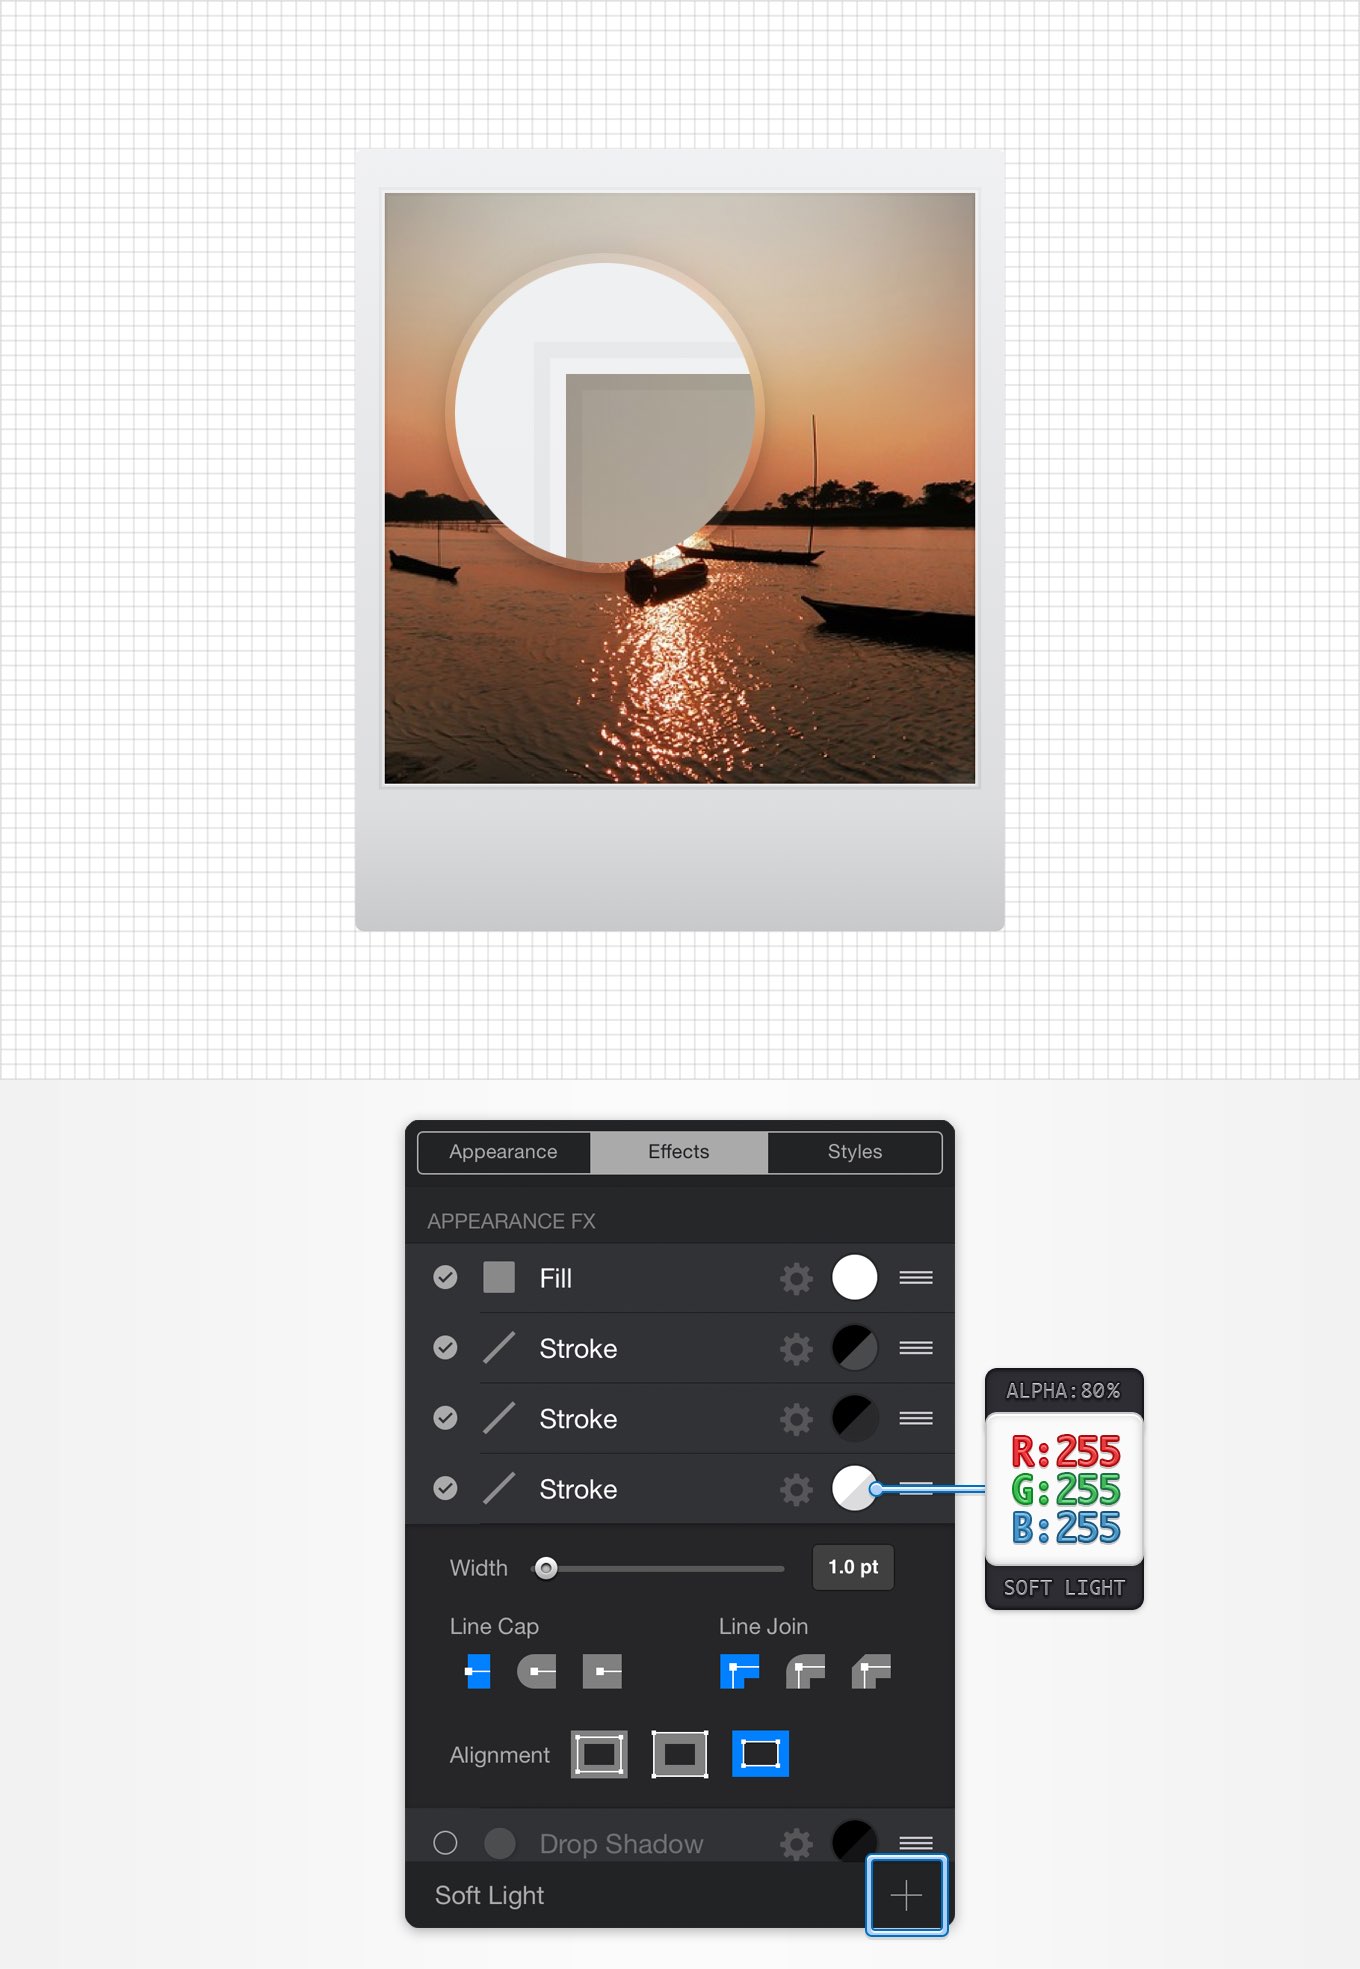 Appearance
Effects
Styles
APPEARANCE FX
Fill
Stroke
Stroke
Stroke
ALPHA:80%
R:255
G:255
B:255
SOFT LIGHT
Width
1.0 pt
Line Cap
Line Join
Alignment
Drop Shadow
Soft Light